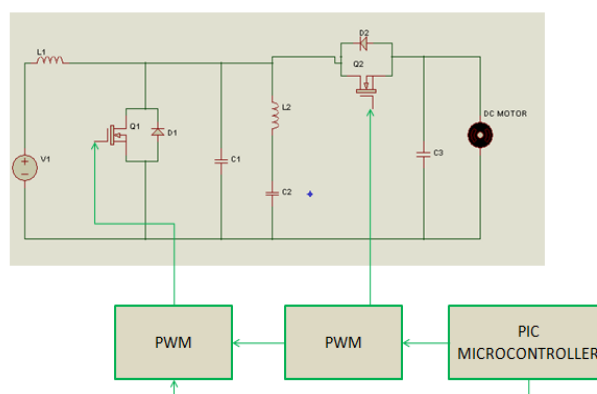 L1
D2
Q2
L2
DC MOTOR
Q1
D1
V1
C1
C3
C2
PWM
PWM
PIC
MICROCONTROLLER